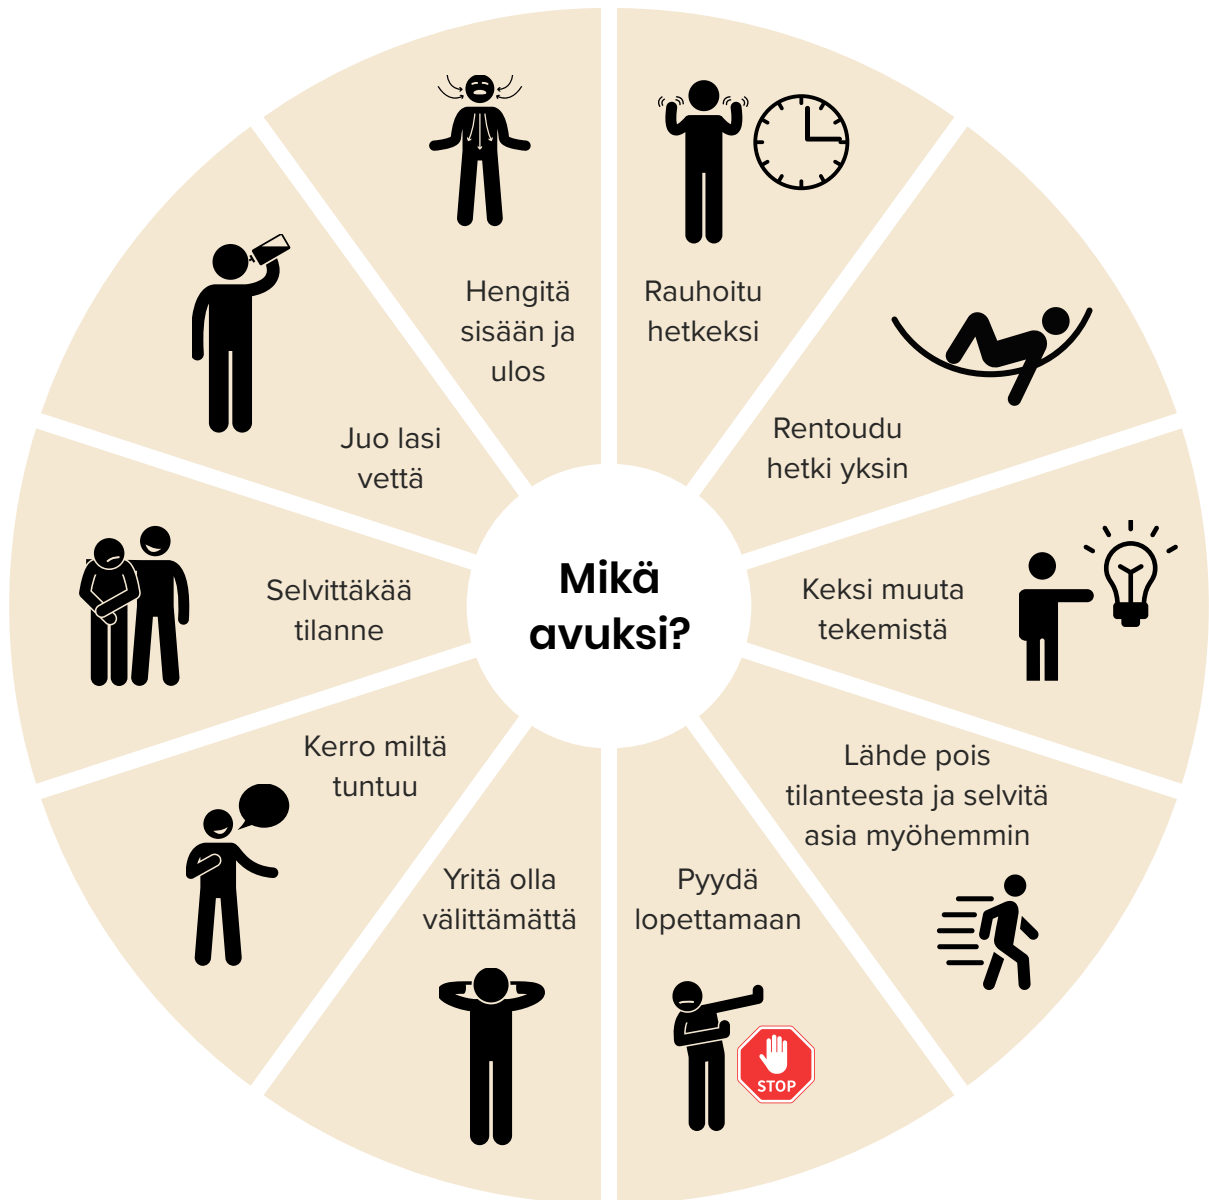 Mikä
avuksi?
Rauhoitu
hetkeksi
Rentoudu
hetki yksin
Keksi muuta
tekemistä
Lähde pois
tilanteesta ja selvitä
asia myöhemmin
Pyydä
lopettamaan
STOP
Yritä olla
välittämättä
Kerro miltä
tuntuu
Selvittäkää
tilanne
Juo lasi
vettä
Hengitä
sisään ja
ulos